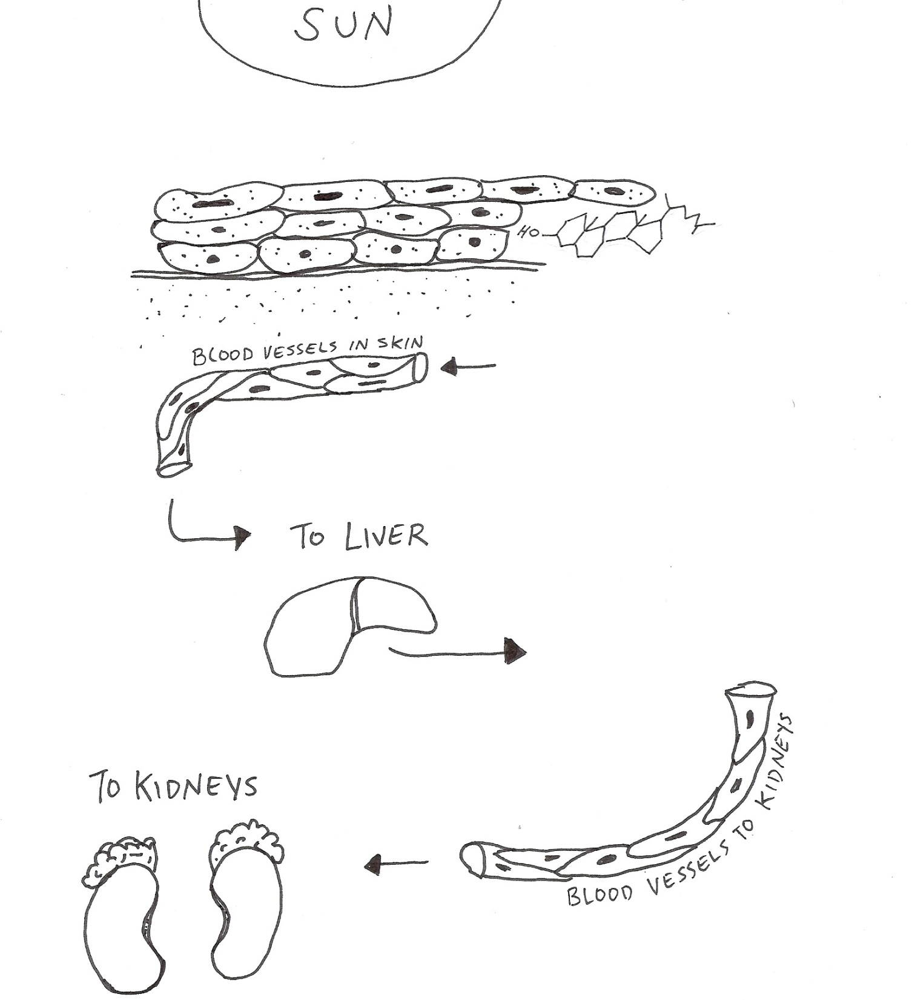 SUN
HO
BLOOD VESSELS IN SKIN
TO LIVER
TO KIDNEYS
BLOOD VESSELS TO KIDNEYS